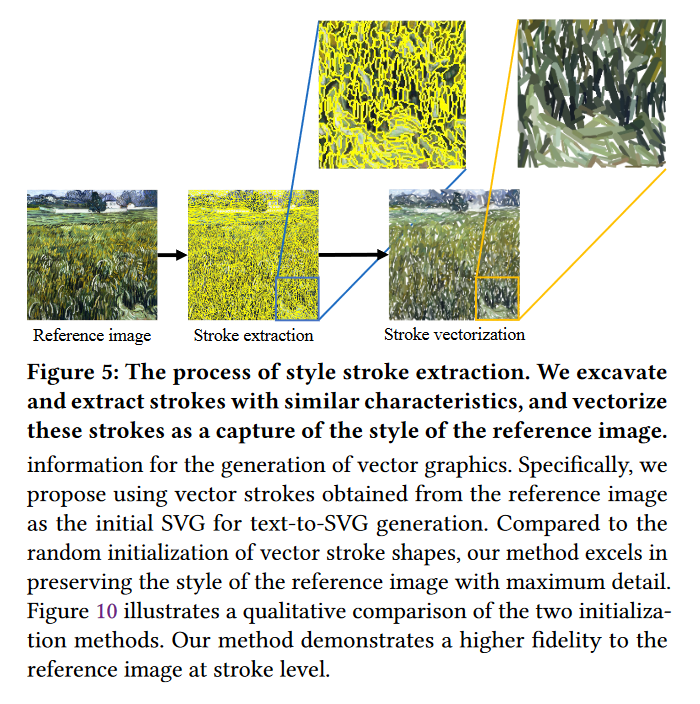 Reference image
Stroke extraction
Stroke vectorization
Figure 5: The process of style stroke extraction. We excavate
and extract strokes with similar characteristics, and vectorize
these strokes as a capture of the style of the reference image.
information for the generation of vector graphics. Specifically, we
propose using vector strokes obtained from the reference image
as the initial SVG for text-to-SVG generation. Compared to the
random initialization of vector stroke shapes, our method excels in
preserving the style of the reference image with maximum detail.
Figure 10 illustrates a qualitative comparison of the two initializa-
tion methods. Our method demonstrates a higher fidelity to the
reference image at stroke level.